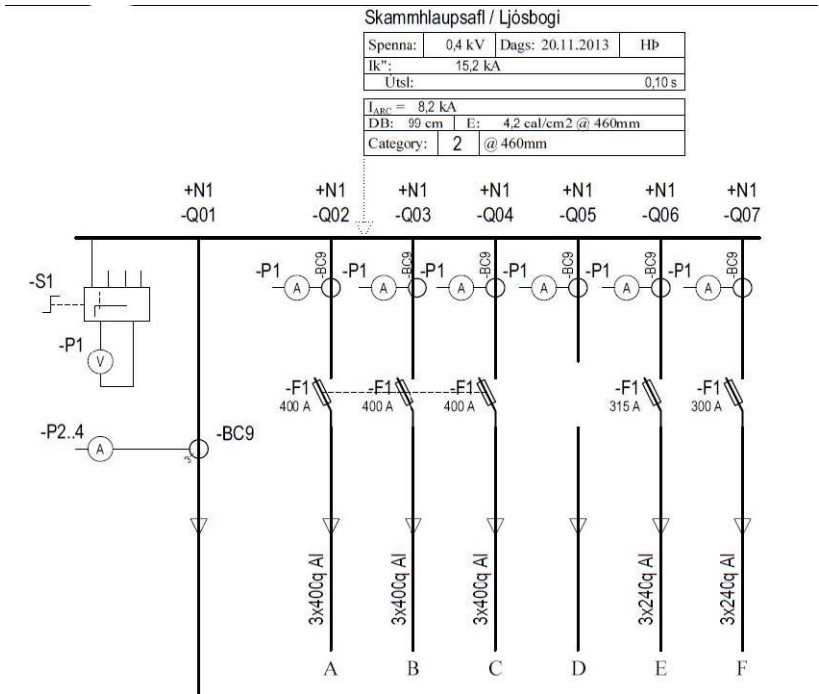 Skammhlaupsafl / Ljósbogi
Spenna: 0,4 kV Dags: 20.11.2013 HÞ
Ik": 15,2 kA
Útsl: 0,10 s
I_ARC = 8,2 kA
DB: 99 cm E: 4,2 cal/cm2 @ 460mm
Category: 2 @ 460mm
+N1 +N1 +N1 +N1 +N1 +N1 +N1
-Q01 -Q02 -Q03 -Q04 -Q05 -Q06 -Q07
-BC9 -BC9 -BC9 -BC9
-P1 -P1 -P1 -P1 -P1
-S1
A A A A A A
-P1
V
-F1 -F1 -F1 -F1 -F1
400 A 400 A 400 A 315 A 300 A
-P2..4 A -BC9
3
3x400q Al 3x400q Al 3x400q Al 3x240q Al 3x240q Al
A B C D E F